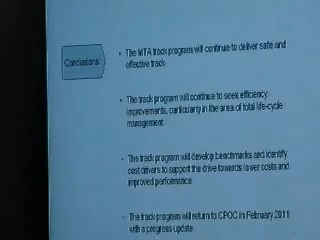 Conclusions:
• The MTA track program will continue to deliver safe and
effective track
• The track program will continue to seek efficiency
improvements, particularly in the area of total life-cycle
management.
• The track program will develop benchmarks and identify
cost drivers to support the drive towards lower costs and
improved performance
• The track program will return to CPOC in February 2011
with a progress update